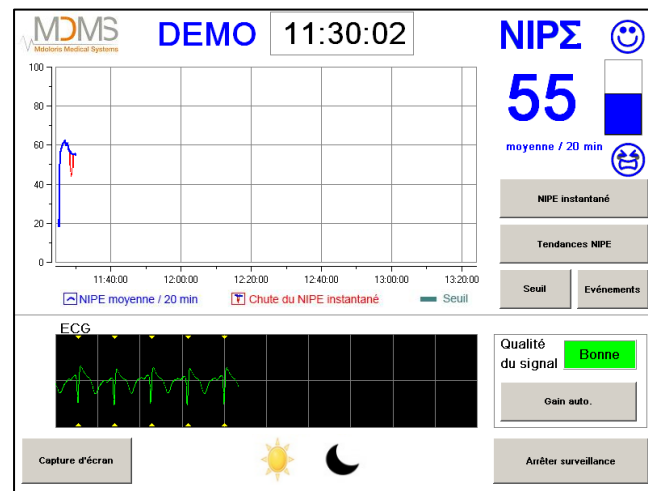 MDMS
Mdoloris Medical Systems
DEMO
11:30:02
NIPΣ
100
80
60
40
20
0
11:40:00 12:00:00 12:20:00 12:40:00 13:00:00 13:20:00
NIPE moyenne / 20 min Chute du NIPE instantané Seuil
55
moyenne / 20 min
NIPE instantané
Tendances NIPE
Seuil Evénements
ECG
Qualité
du signal
Bonne
Gain auto.
Capture d'écran
Arrêter surveillance